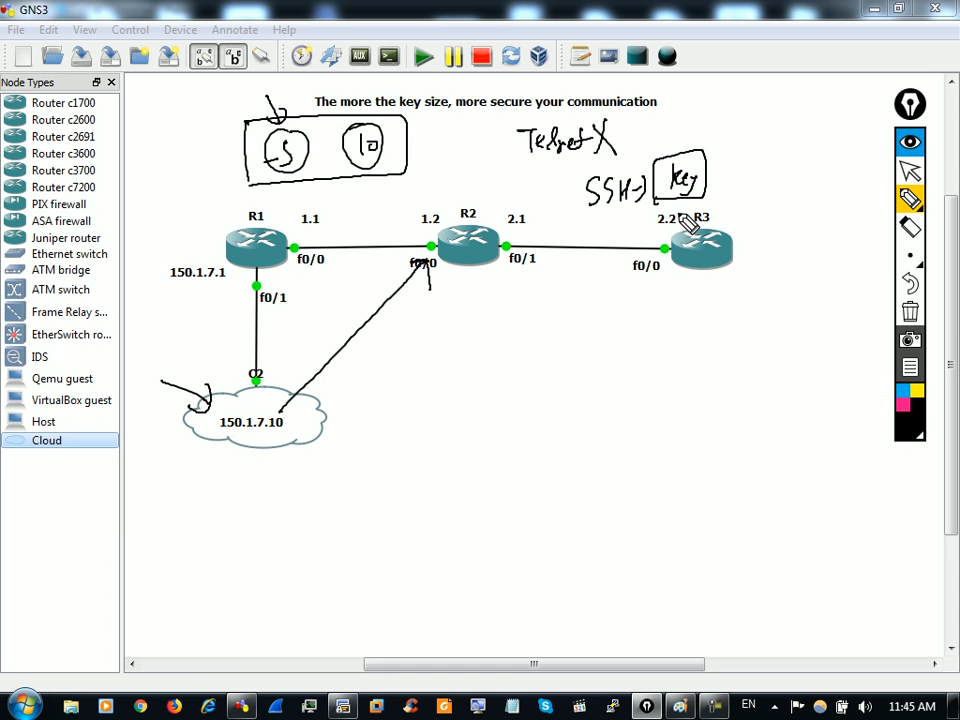 GNS3
File Edit View Control Device Annotate Help
Node Types
Router c1700
Router c2600
Router c2691
Router c3600
Router c3700
Router c7200
PIX firewall
ASA firewall
Juniper router
Ethernet switch
ATM bridge
ATM switch
Frame Relay s...
EtherSwitch ro...
IDS
Qemu guest
VirtualBox guest
Host
Cloud
The more the key size, more secure your communication
5 10
Telnet X
SSH→ key
R1 1.1 1.2 R2 2.1 2.2 R3
f0/0 f0/0 f0/1 f0/0
150.1.7.1
f0/1
C2
150.1.7.10
EN 11:45 AM